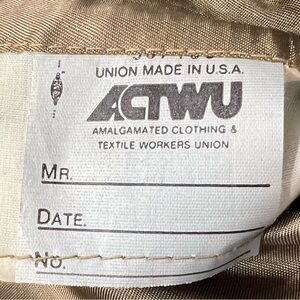 UNION MADE IN U.S.A.
ACTWU
AMALGAMATED CLOTHING &
TEXTILE WORKERS UNION
MR.
DATE.
NO.